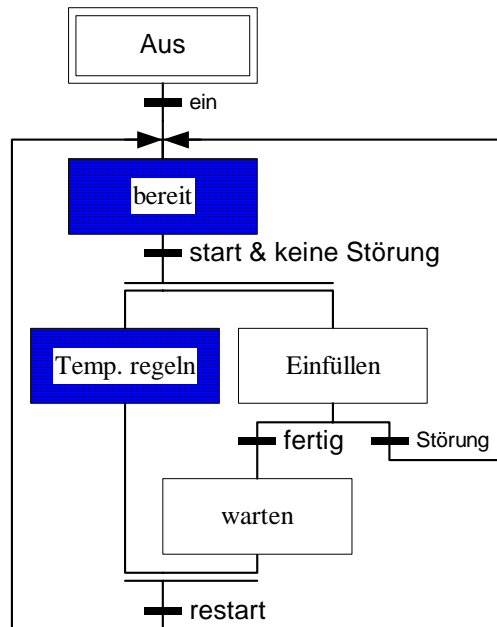 Aus
ein
bereit
start & keine Störung
Temp. regeln
Einfüllen
fertig
Störung
warten
restart